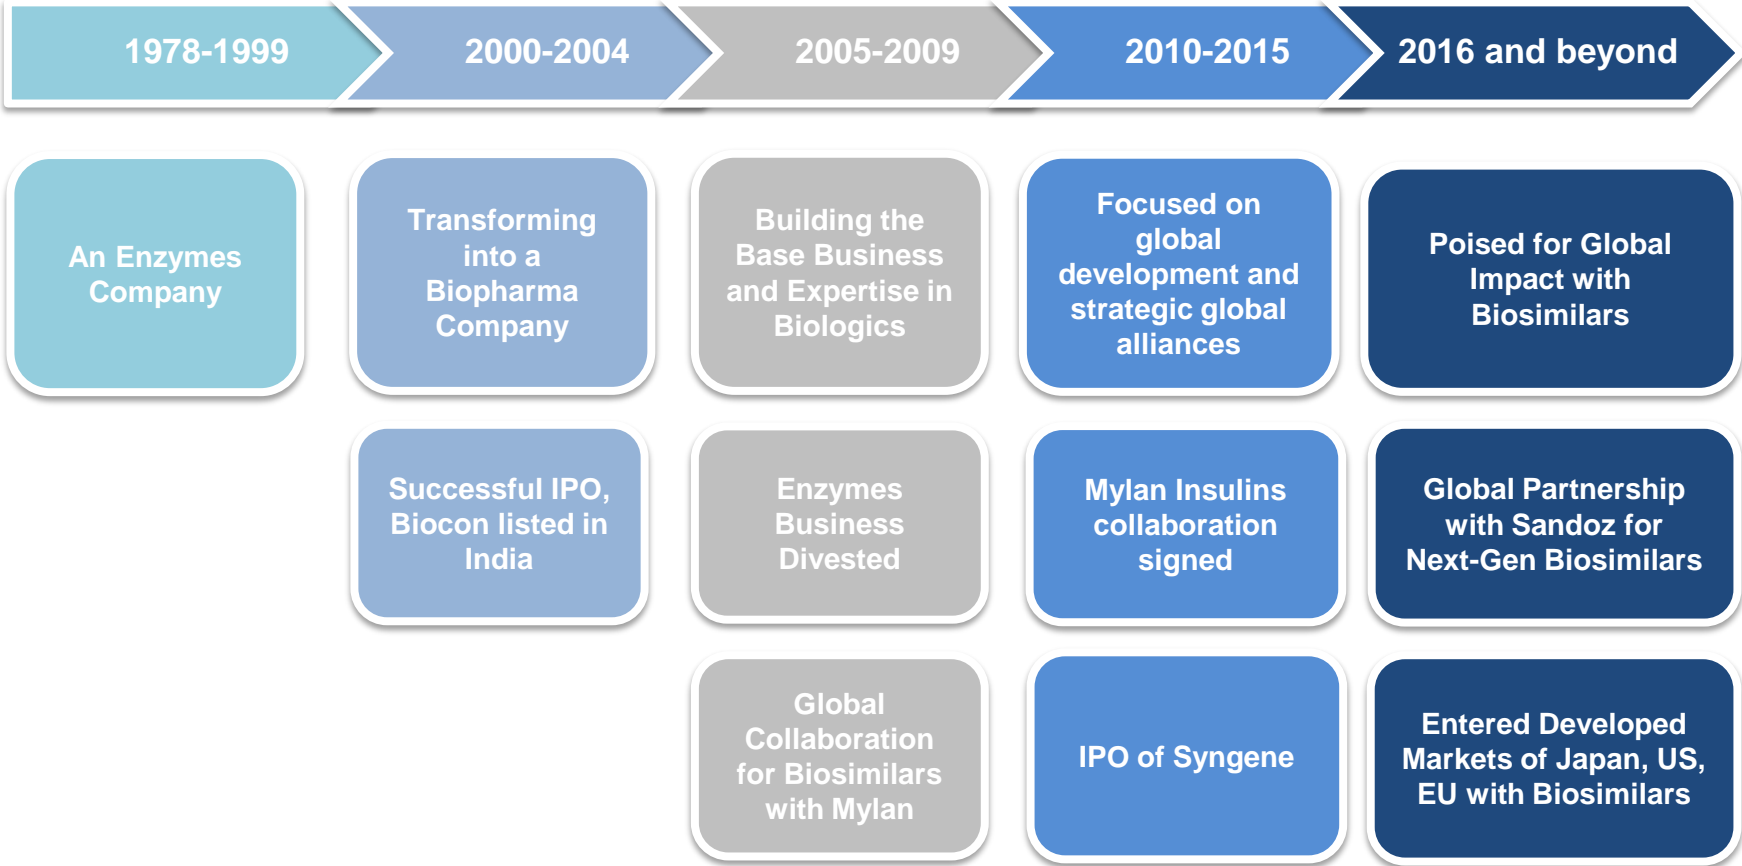 1978-1999
2000-2004
2005-2009
2010-2015
2016 and beyond
An Enzymes
Company
Transforming
into a
Biopharma
Company
Building the
Base Business
and Expertise in
Biologics
Focused on
global
development and
strategic global
alliances
Poised for Global
Impact with
Biosimilars
Successful IPO,
Biocon listed in
India
Enzymes
Business
Divested
Mylan Insulins
collaboration
signed
Global Partnership
with Sandoz for
Next-Gen Biosimilars
Global
Collaboration
for Biosimilars
with Mylan
IPO of Syngene
Entered Developed
Markets of Japan, US,
EU with Biosimilars